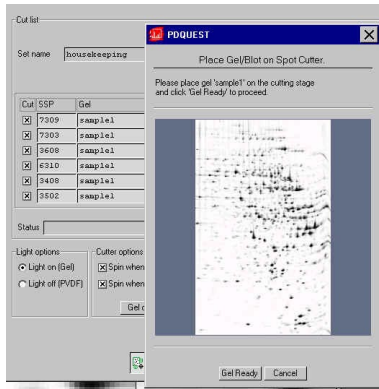 Cut list
Set name housekeeping
Cut SSP Gel
7309 sample1
7303 sample1
3608 sample1
6310 sample1
3408 sample1
3502 sample1
Status
Light options
Light on (Gel)
Light off (PVDF)
Cutter options
Spin when
Spin when
Gel
PDQUEST
Place Gel/Blot on Spot Cutter.
Please place gel 'sample1' on the cutting stage
and click 'Gel Ready' to proceed.
Gel Ready Cancel